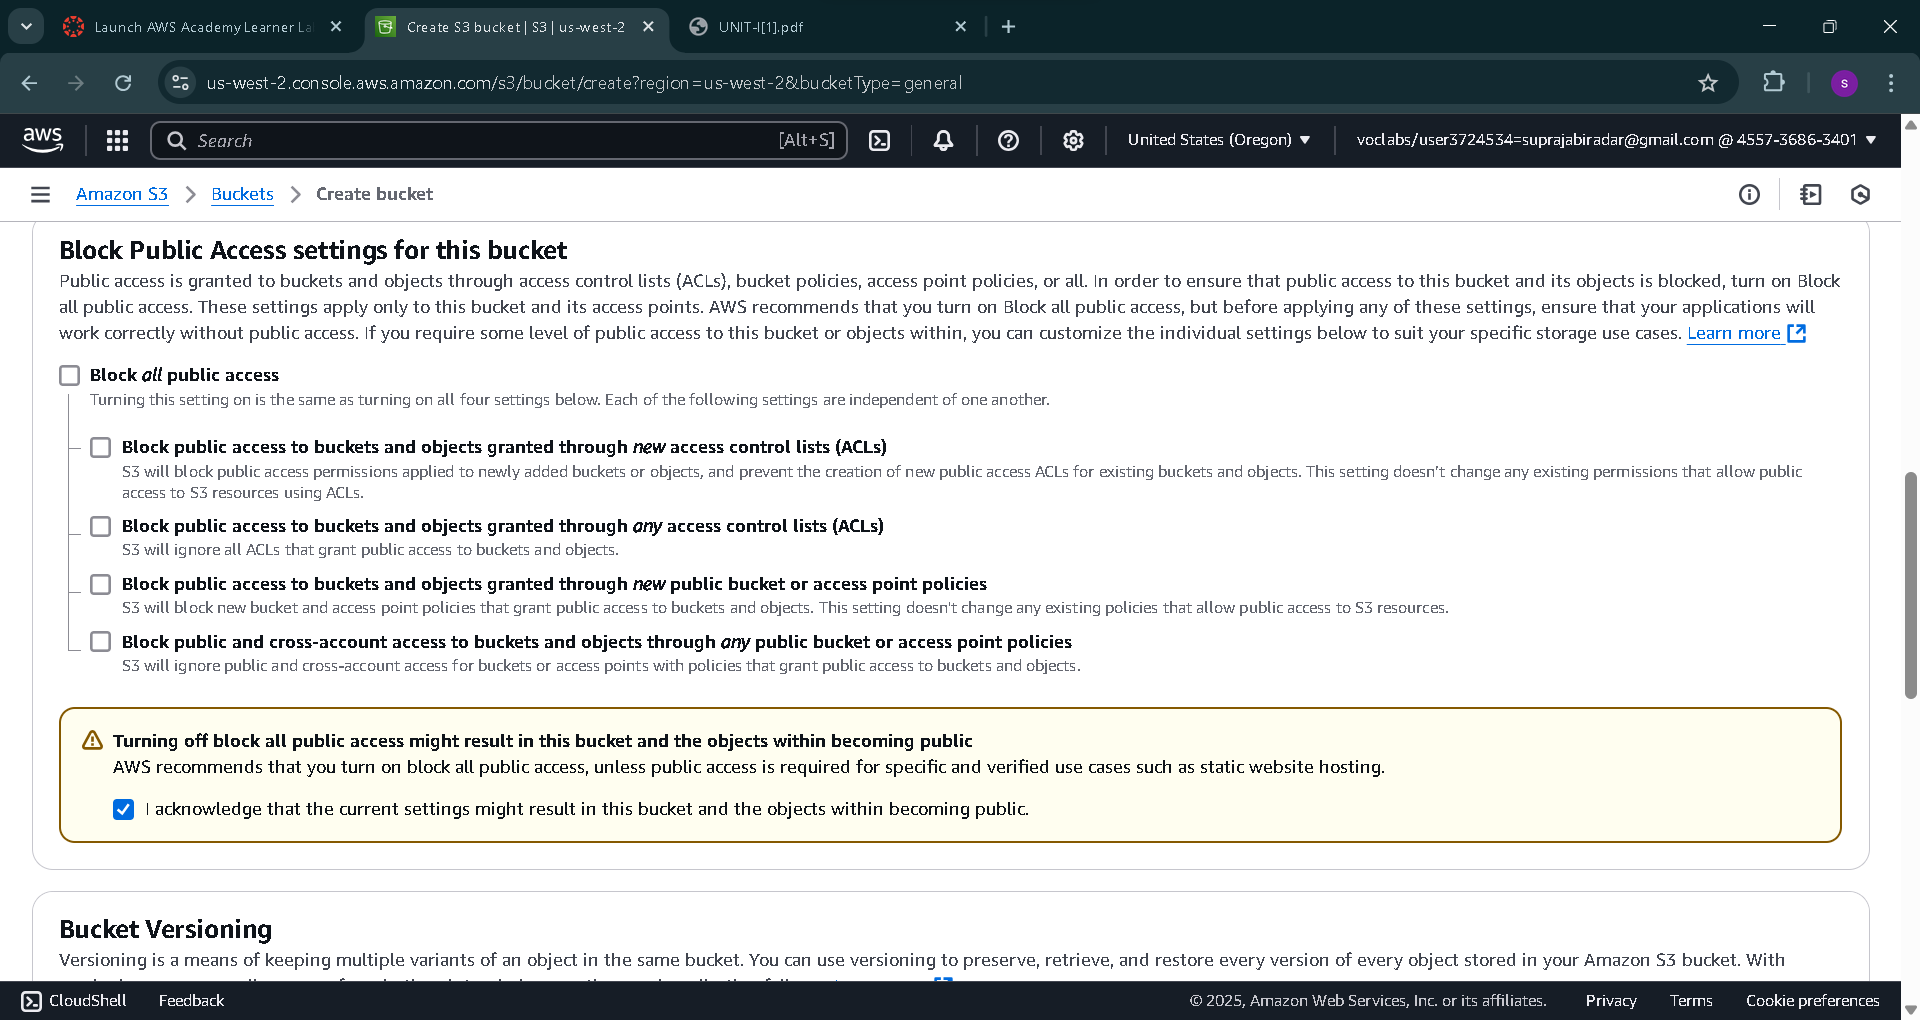 Launch AWS Academy Learner La
Create S3 bucket | S3 | us-west-2
UNIT-I[1].pdf
us-west-2.console.aws.amazon.com/s3/bucket/create?region=us-west-2&bucketType=general
s
aws
Search
[Alt+S]
United States (Oregon)
voclabs/user3724534=suprajabiradar@gmail.com @ 4557-3686-3401
Amazon S3
Buckets
Create bucket
Block Public Access settings for this bucket
Public access is granted to buckets and objects through access control lists (ACLs), bucket policies, access point policies, or all. In order to ensure that public access to this bucket and its objects is blocked, turn on Block
all public access. These settings apply only to this bucket and its access points. AWS recommends that you turn on Block all public access, but before applying any of these settings, ensure that your applications will
work correctly without public access. If you require some level of public access to this bucket or objects within, you can customize the individual settings below to suit your specific storage use cases. Learn more
Block all public access
Turning this setting on is the same as turning on all four settings below. Each of the following settings are independent of one another.
Block public access to buckets and objects granted through new access control lists (ACLs)
S3 will block public access permissions applied to newly added buckets or objects, and prevent the creation of new public access ACLs for existing buckets and objects. This setting doesn't change any existing permissions that allow public
access to S3 resources using ACLs.
Block public access to buckets and objects granted through any access control lists (ACLs)
S3 will ignore all ACLs that grant public access to buckets and objects.
Block public access to buckets and objects granted through new public bucket or access point policies
S3 will block new bucket and access point policies that grant public access to buckets and objects. This setting doesn't change any existing policies that allow public access to S3 resources.
Block public and cross-account access to buckets and objects through any public bucket or access point policies
S3 will ignore public and cross-account access for buckets or access points with policies that grant public access to buckets and objects.
Turning off block all public access might result in this bucket and the objects within becoming public
AWS recommends that you turn on block all public access, unless public access is required for specific and verified use cases such as static website hosting.
I acknowledge that the current settings might result in this bucket and the objects within becoming public.
Bucket Versioning
Versioning is a means of keeping multiple variants of an object in the same bucket. You can use versioning to preserve, retrieve, and restore every version of every object stored in your Amazon S3 bucket. With
CloudShell
Feedback
© 2025, Amazon Web Services, Inc. or its affiliates.
Privacy
Terms
Cookie preferences